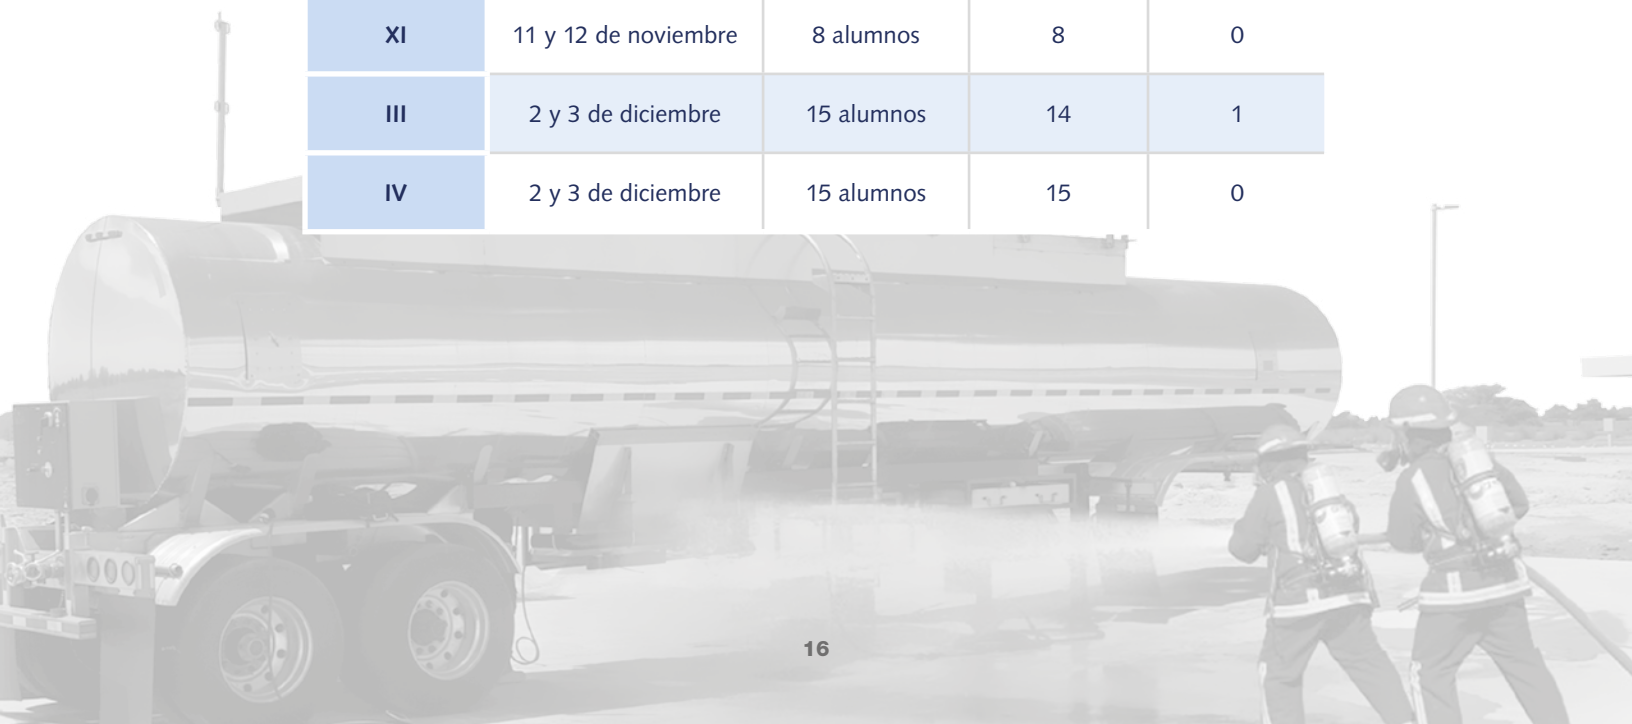 XI 11 y 12 de noviembre 8 alumnos 8 0
III 2 y 3 de diciembre 15 alumnos 14 1
IV 2 y 3 de diciembre 15 alumnos 15 0
16